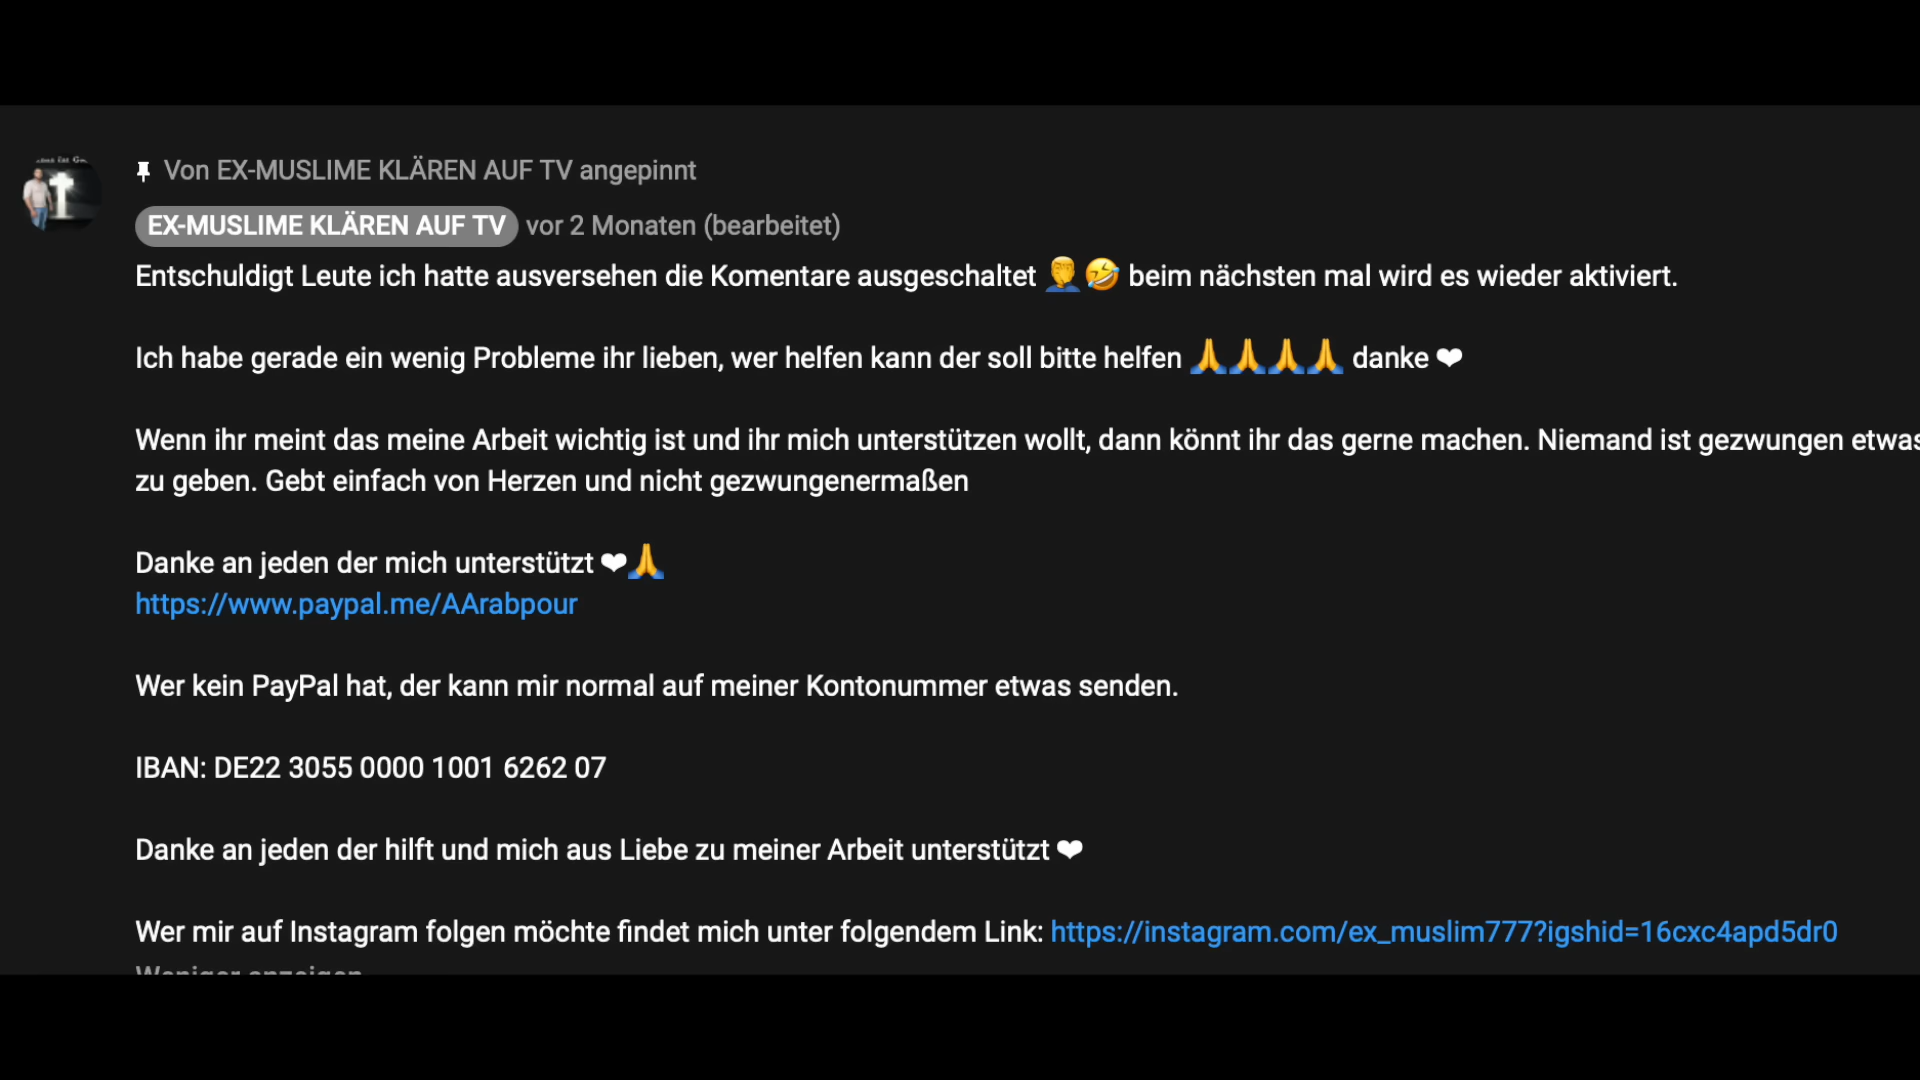 Von EX-MUSLIME KLÄREN AUF TV angepinnt
EX-MUSLIME KLÄREN AUF TV vor 2 Monaten (bearbeitet)
Entschuldigt Leute ich hatte ausversehen die Komentare ausgeschaltet 🤦‍♂️🤣 beim nächsten mal wird es wieder aktiviert.
Ich habe gerade ein wenig Probleme ihr lieben, wer helfen kann der soll bitte helfen 🙏🙏🙏🙏 danke ❤
Wenn ihr meint das meine Arbeit wichtig ist und ihr mich unterstützen wollt, dann könnt ihr das gerne machen. Niemand ist gezwungen etwas
zu geben. Gebt einfach von Herzen und nicht gezwungenermaßen
Danke an jeden der mich unterstützt ❤🙏
https://www.paypal.me/AArabpour
Wer kein PayPal hat, der kann mir normal auf meiner Kontonummer etwas senden.
IBAN: DE22 3055 0000 1001 6262 07
Danke an jeden der hilft und mich aus Liebe zu meiner Arbeit unterstützt ❤
Wer mir auf Instagram folgen möchte findet mich unter folgendem Link: https://instagram.com/ex_muslim777?igshid=16cxc4apd5dr0
Weniger anzeigen